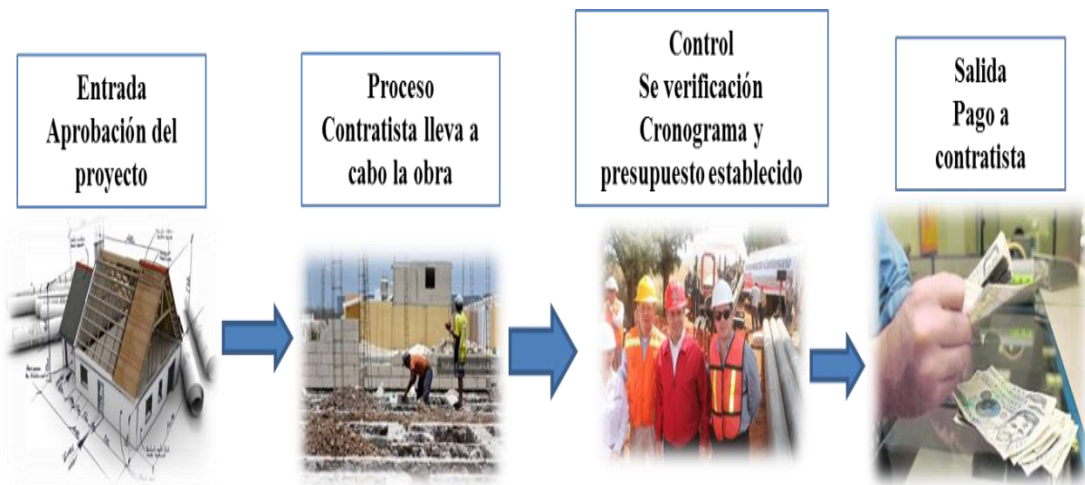 Entrada
Aprobación del
proyecto
Proceso
Contratista lleva a
cabo la obra
Control
Se verificación
Cronograma y
presupuesto establecido
Salida
Pago a
contratista